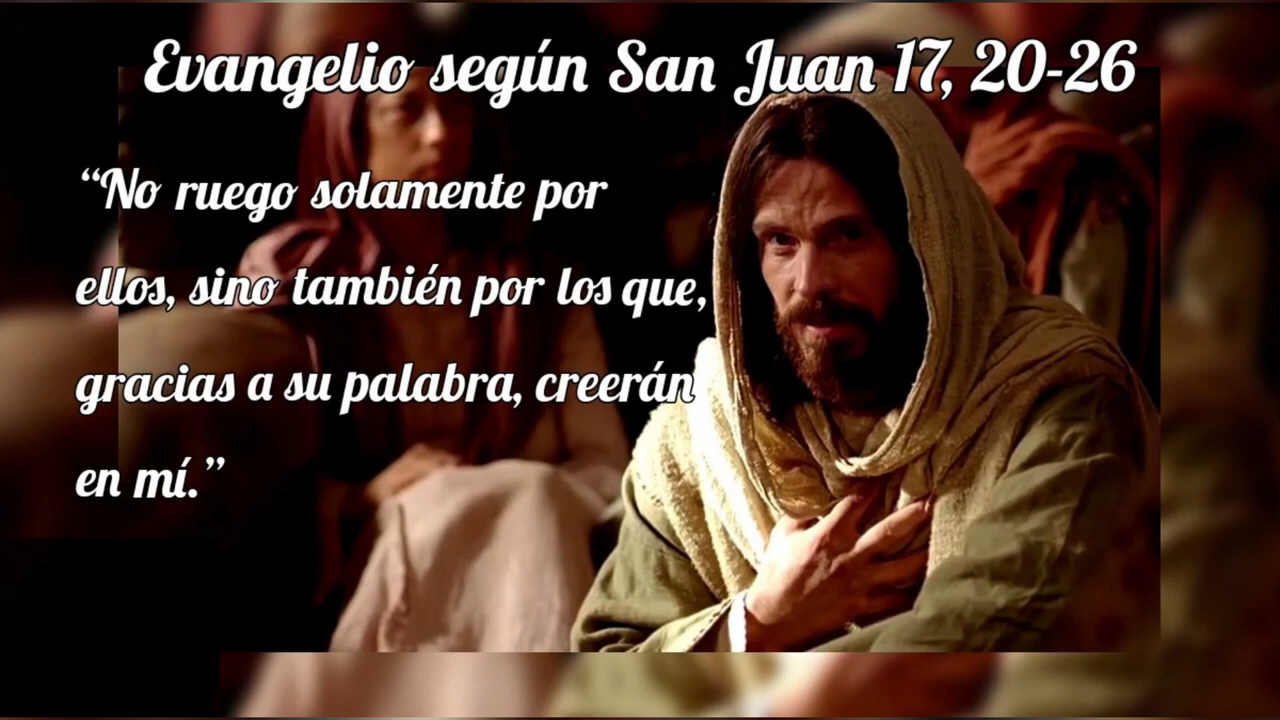 Evangelio según San Juan 17, 20-26
“No ruego solamente por
ellos, sino también por los que,
gracias a su palabra, creerán
en mí.”